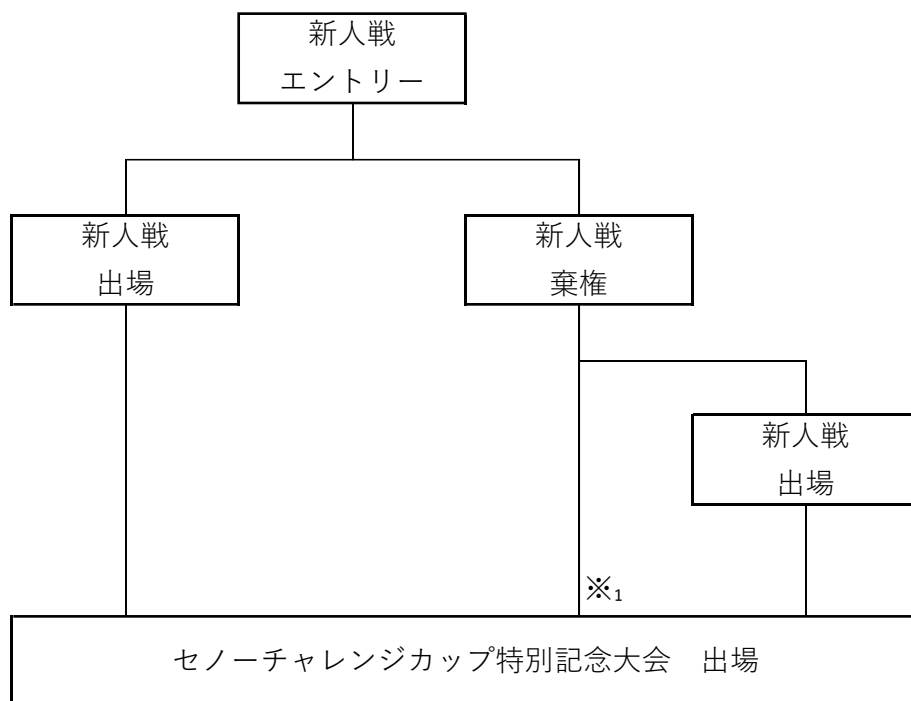 新人戦
エントリー
新人戦
出場
新人戦
棄権
新人戦
出場
※1
セノーチャレンジカップ特別記念大会　出場